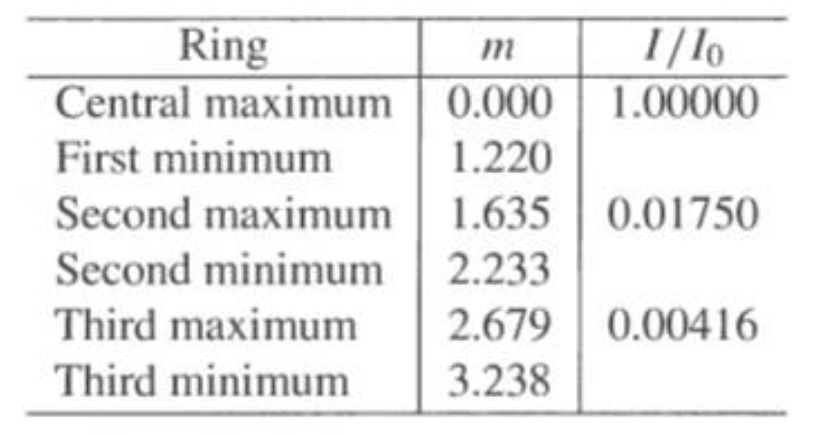 Ring m I/I0
Central maximum 0.000 1.00000
First minimum 1.220
Second maximum 1.635 0.01750
Second minimum 2.233
Third maximum 2.679 0.00416
Third minimum 3.238